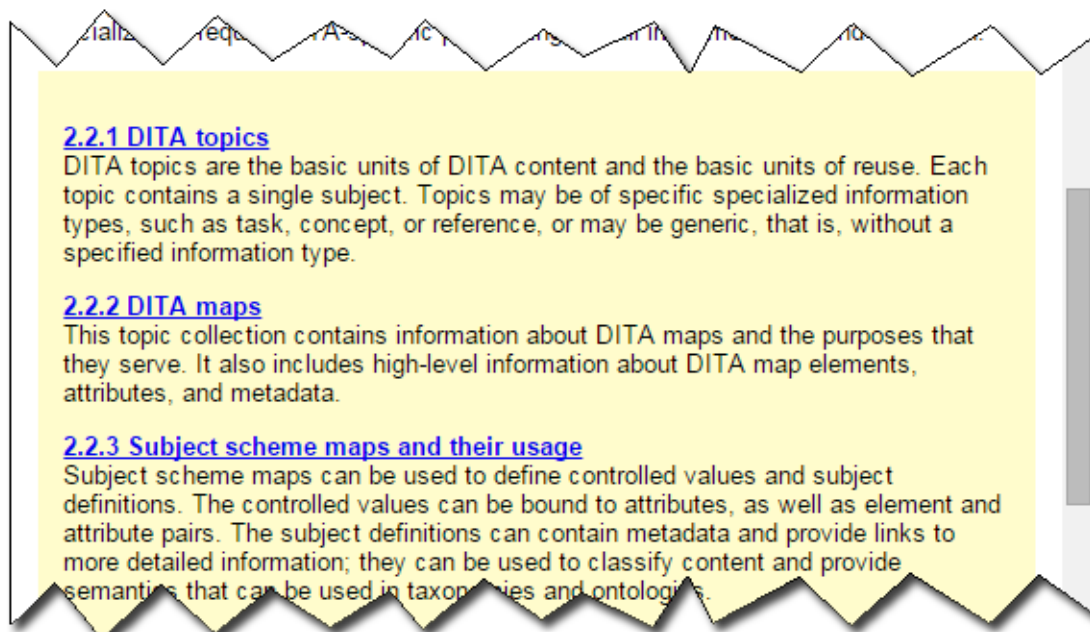 2.2.1 DITA topics
DITA topics are the basic units of DITA content and the basic units of reuse. Each
topic contains a single subject. Topics may be of specific specialized information
types, such as task, concept, or reference, or may be generic, that is, without a
specified information type.
2.2.2 DITA maps
This topic collection contains information about DITA maps and the purposes that
they serve. It also includes high-level information about DITA map elements,
attributes, and metadata.
2.2.3 Subject scheme maps and their usage
Subject scheme maps can be used to define controlled values and subject
definitions. The controlled values can be bound to attributes, as well as element and
attribute pairs. The subject definitions can contain metadata and provide links to
more detailed information; they can be used to classify content and provide
semantics that can be used in taxonomies and ontologies.